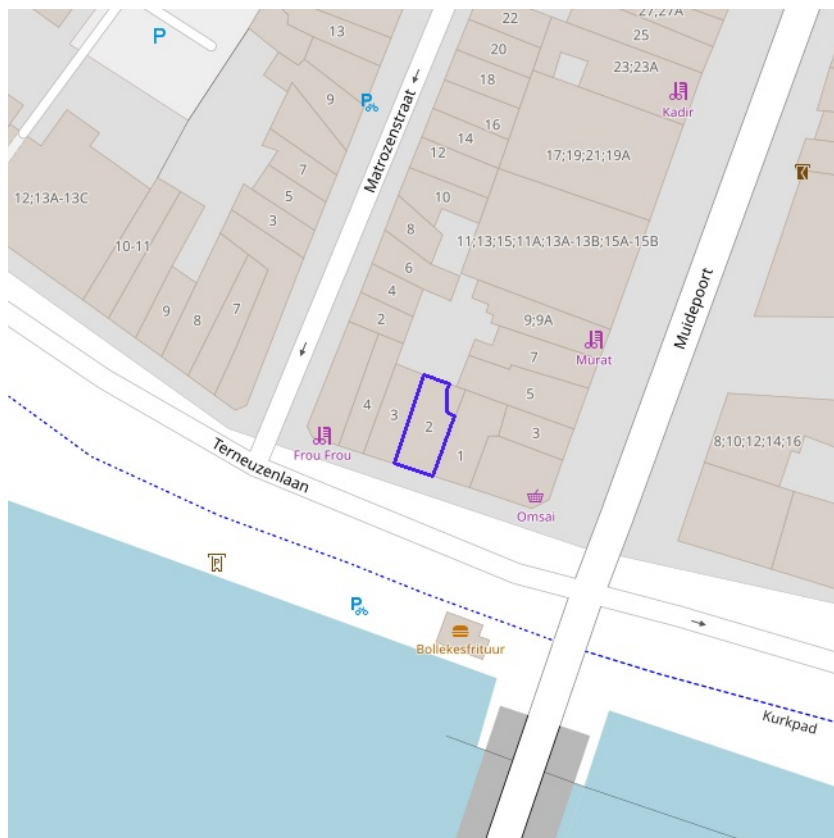 22
27;27A
13
20
25
P
18
23;23A
9
P
Kadir
16
Matrozenstraat
14
17;19;21;19A
12
7
12;13A-13C
5
10
3
8
11;13;15;11A;13A-13B;15A-15B
10-11
6
4
9
8
7
2
9;9A
Muidepoort
Murat
7
5
4
3
2
3
1
8;10;12;14;16
Frou Frou
Terneuzenlaan
Omsai
P
P
Bollekesfrituur
Kurkpad